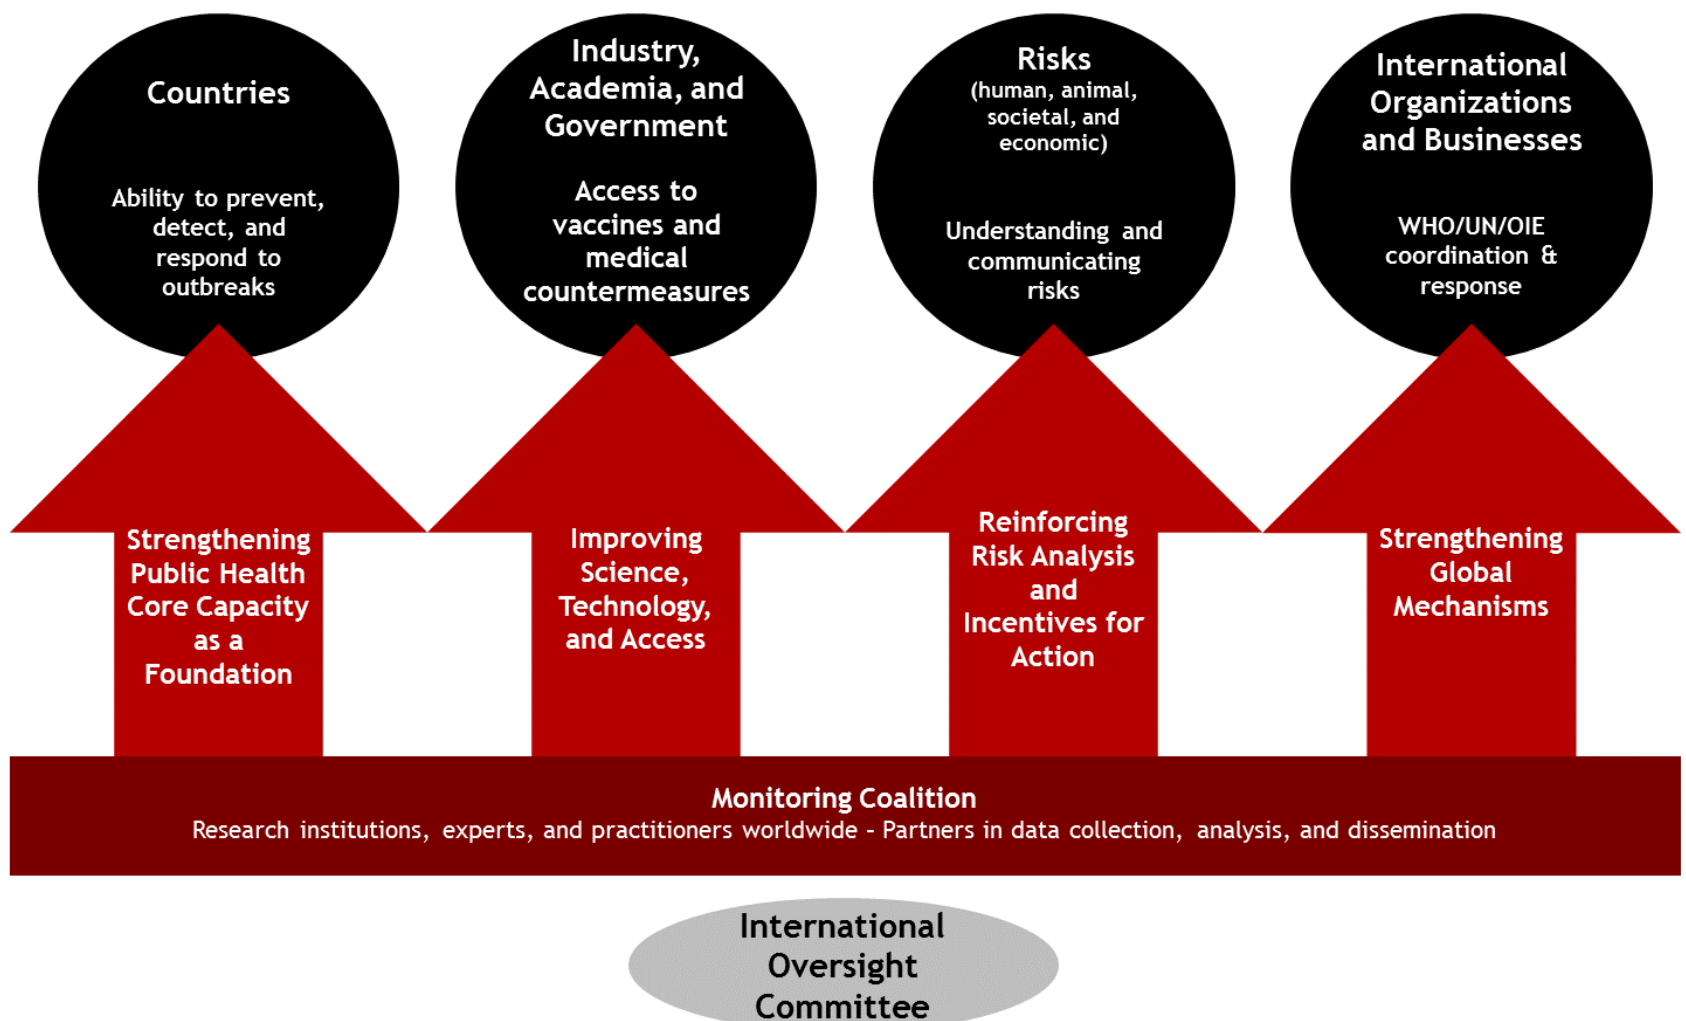 Countries
Ability to prevent,
detect, and
respond to
outbreaks
Industry,
Academia, and
Government
Access to
vaccines and
medical
countermeasures
Risks
(human, animal,
societal, and
economic)
Understanding and
communicating
risks
International
Organizations
and Businesses
WHO/UN/OIE
coordination &
response
Strengthening
Public Health
Core Capacity
as a
Foundation
Improving
Science,
Technology,
and Access
Reinforcing
Risk Analysis
and
Incentives for
Action
Strengthening
Global
Mechanisms
Monitoring Coalition
Research institutions, experts, and practitioners worldwide – Partners in data collection, analysis, and dissemination
International
Oversight
Committee